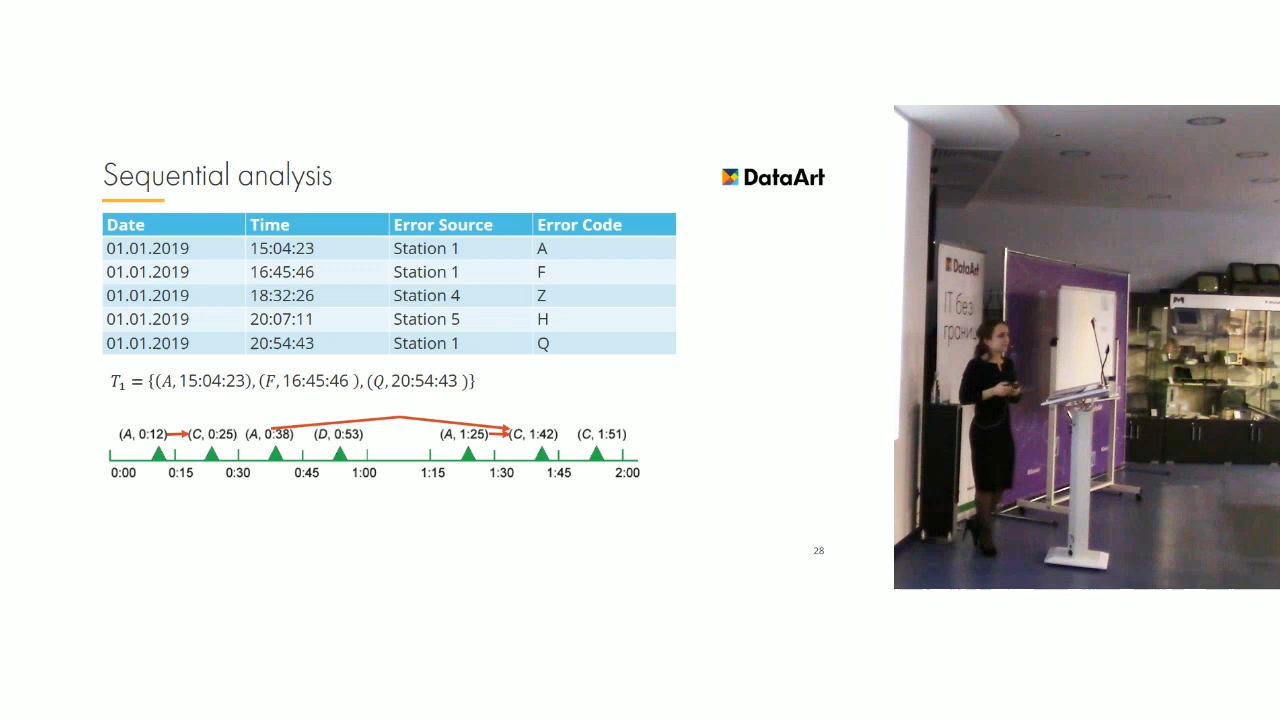 Sequential analysis
DataArt
Date Time Error Source Error Code
01.01.2019 15:04:23 Station 1 A
01.01.2019 16:45:46 Station 1 F
01.01.2019 18:32:26 Station 4 Z
01.01.2019 20:07:11 Station 5 H
01.01.2019 20:54:43 Station 1 Q
T₁ = {(A, 15:04:23), (F, 16:45:46 ), (Q, 20:54:43 )}
(A, 0:12) (C, 0:25) (A, 0:38) (D, 0:53) (A, 1:25) (C, 1:42) (C, 1:51)
0:00 0:15 0:30 0:45 1:00 1:15 1:30 1:45 2:00
28
DataArt
IT без